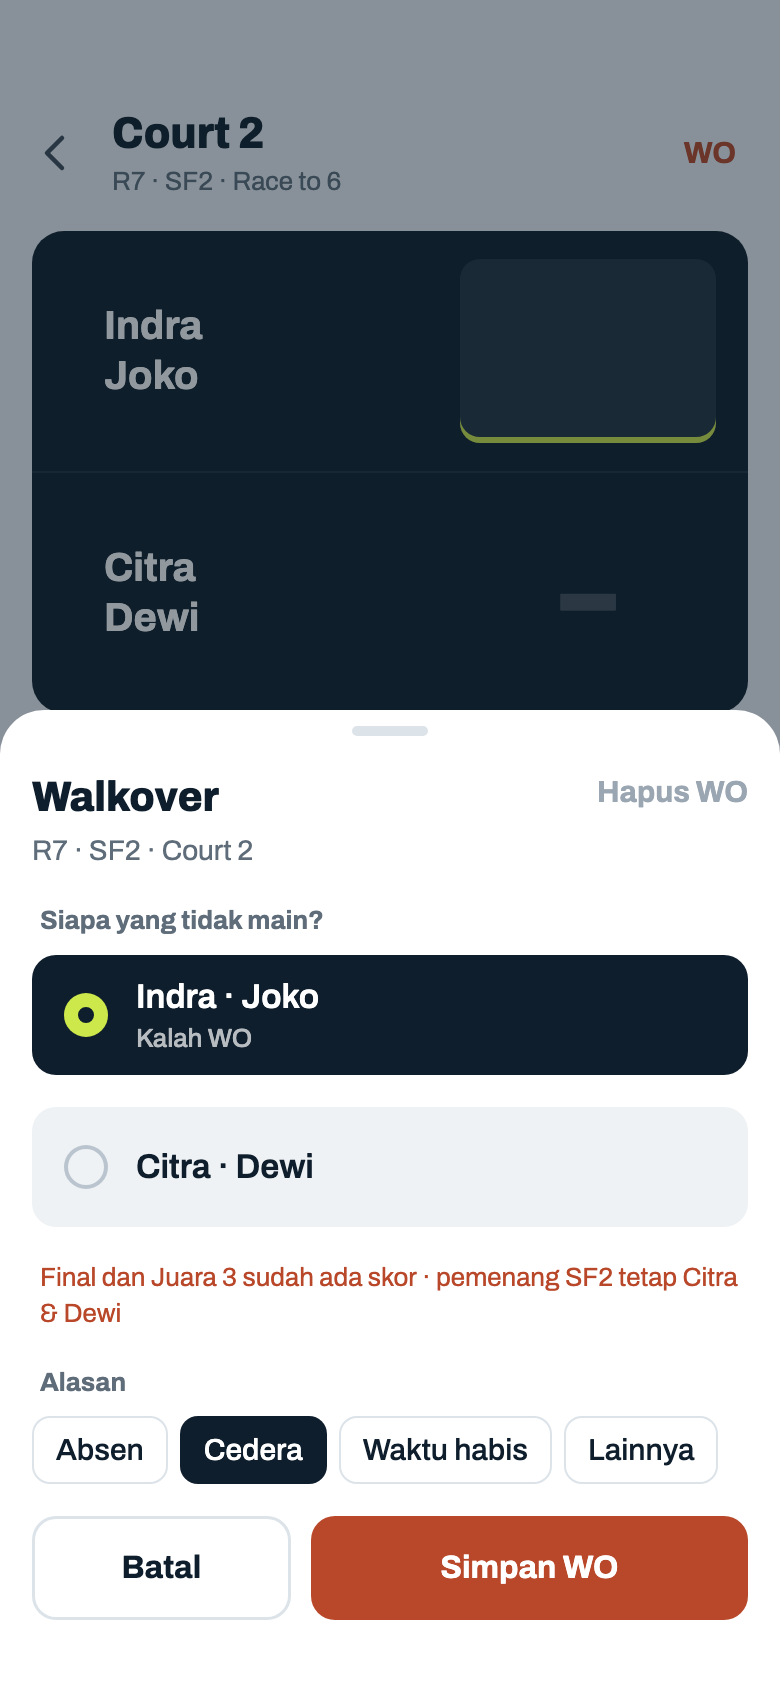 Court 2
WO
R7 · SF2 · Race to 6
Indra
Joko
Citra
Dewi
Walkover
Hapus WO
R7 · SF2 · Court 2
Siapa yang tidak main?
Indra · Joko
Kalah WO
Citra · Dewi
Final dan Juara 3 sudah ada skor · pemenang SF2 tetap Citra
& Dewi
Alasan
Absen
Cedera
Waktu habis
Lainnya
Batal
Simpan WO